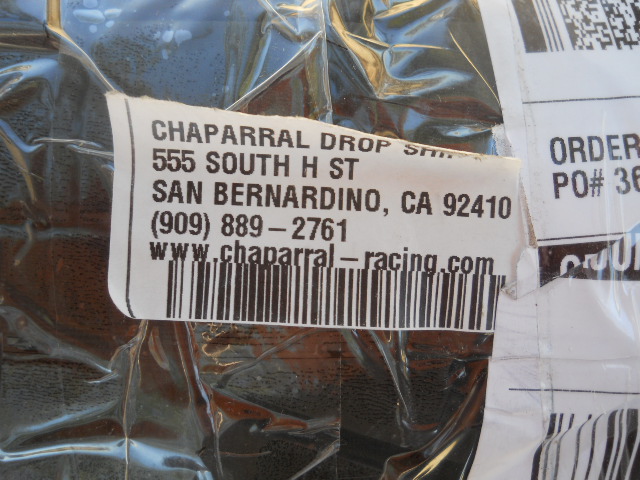 CHAPARRAL DROP
555 SOUTH H ST
SAN BERNARDINO, CA 92410
(909) 889-2761
www.chaparral-racing.com
ORDER
PO# 36